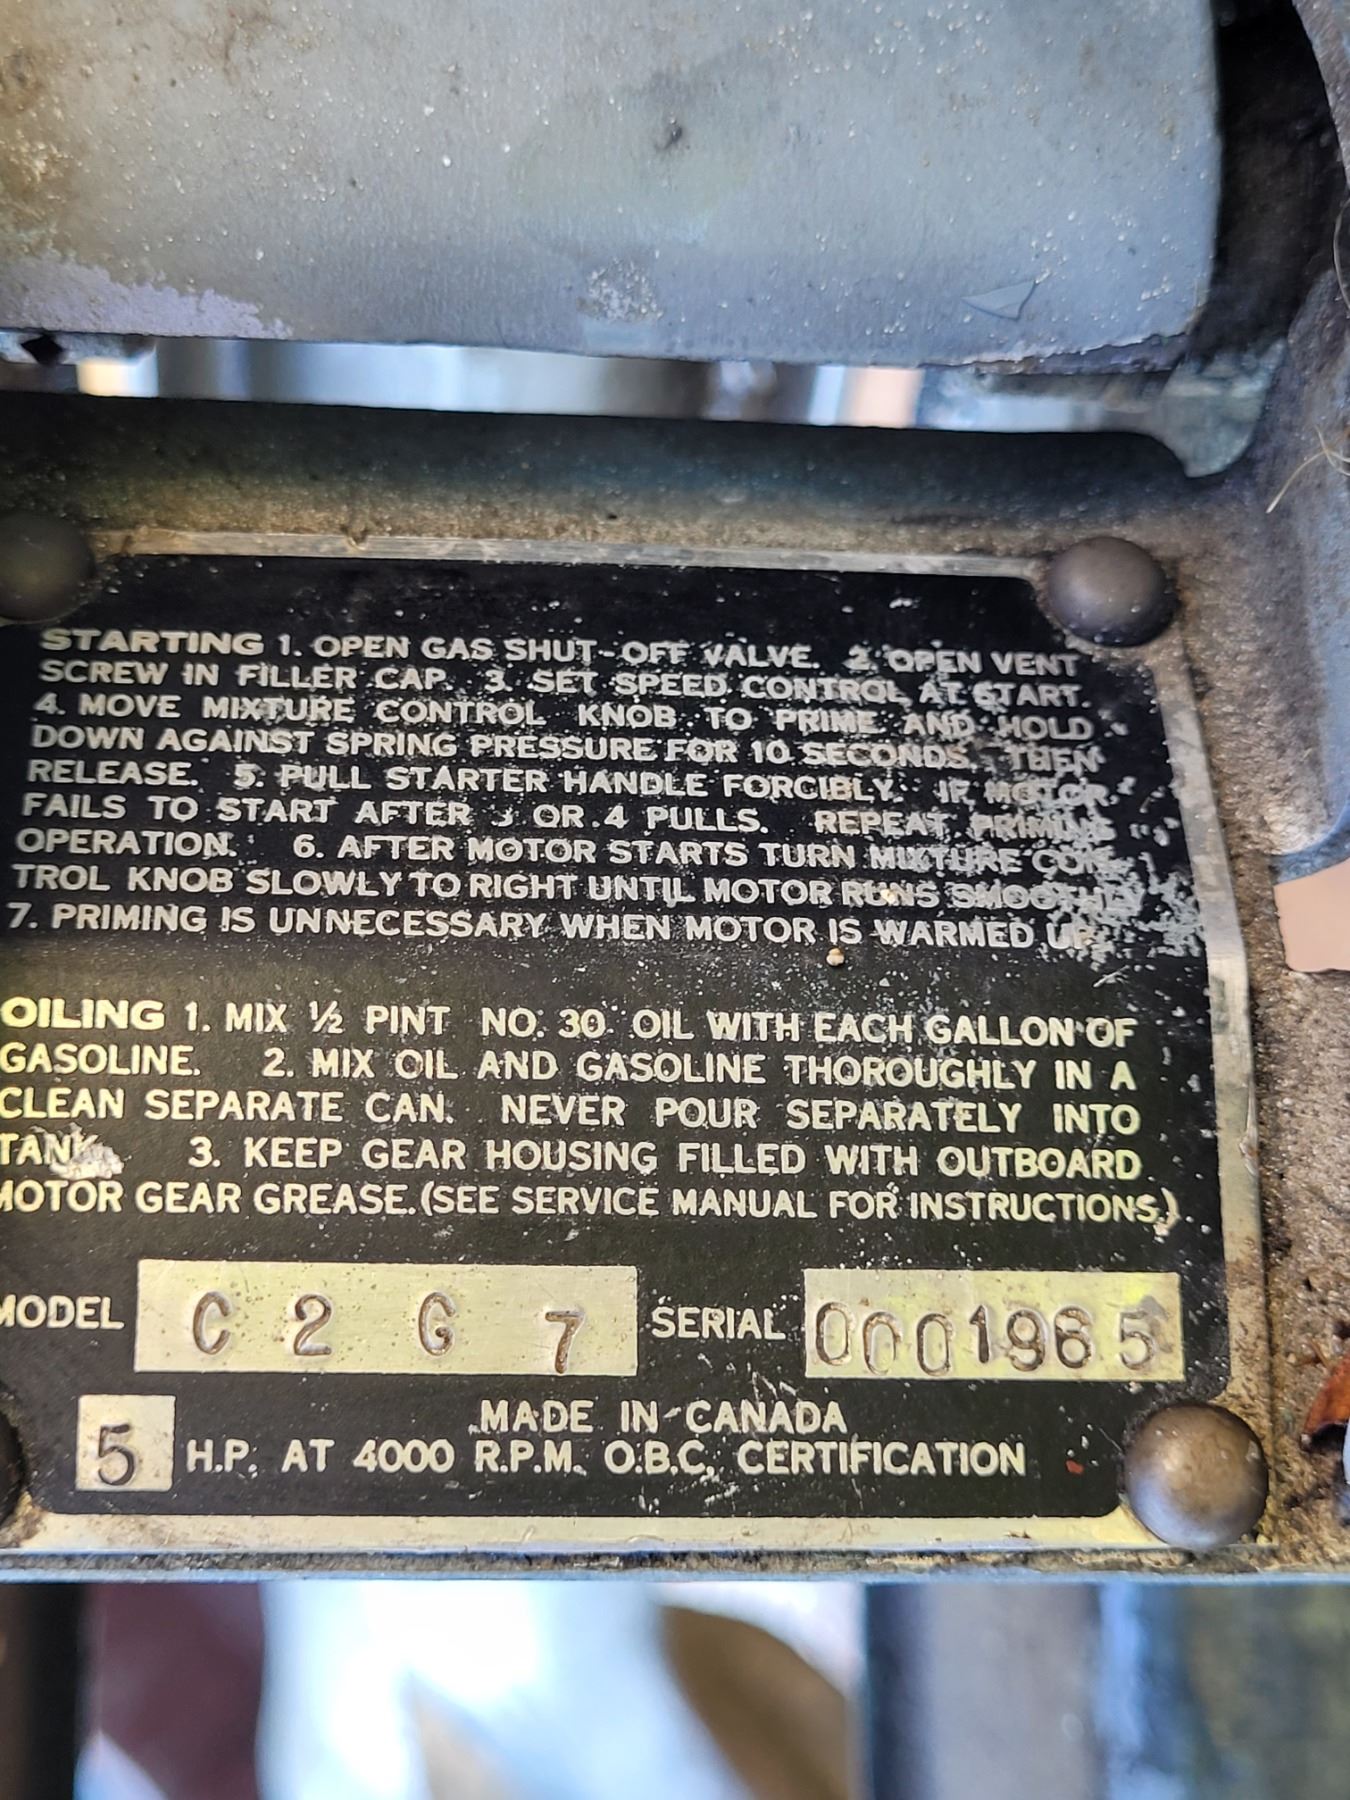 STARTING 1. OPEN GAS SHUT-OFF VALVE. 2. OPEN VENT
SCREW IN FILLER CAP. 3. SET SPEED CONTROL AT START.
4. MOVE MIXTURE CONTROL KNOB TO PRIME AND HOLD
DOWN AGAINST SPRING PRESSURE FOR 10 SECONDS. THEN
RELEASE. 5. PULL STARTER HANDLE FORCIBLY. IF MOTOR
FAILS TO START AFTER 3 OR 4 PULLS. REPEAT PRIMING
OPERATION. 6. AFTER MOTOR STARTS TURN MIXTURE CON-
TROL KNOB SLOWLY TO RIGHT UNTIL MOTOR RUNS SMOOTHLY
7. PRIMING IS UNNECESSARY WHEN MOTOR IS WARMED UP.
OILING 1. MIX ½ PINT NO. 30 OIL WITH EACH GALLON OF
GASOLINE. 2. MIX OIL AND GASOLINE THOROUGHLY IN A
CLEAN SEPARATE CAN. NEVER POUR SEPARATELY INTO
TANK. 3. KEEP GEAR HOUSING FILLED WITH OUTBOARD
MOTOR GEAR GREASE. (SEE SERVICE MANUAL FOR INSTRUCTIONS.)
MODEL C2G7 SERIAL 0001965
MADE IN CANADA
5 H.P. AT 4000 R.P.M. O.B.C. CERTIFICATION